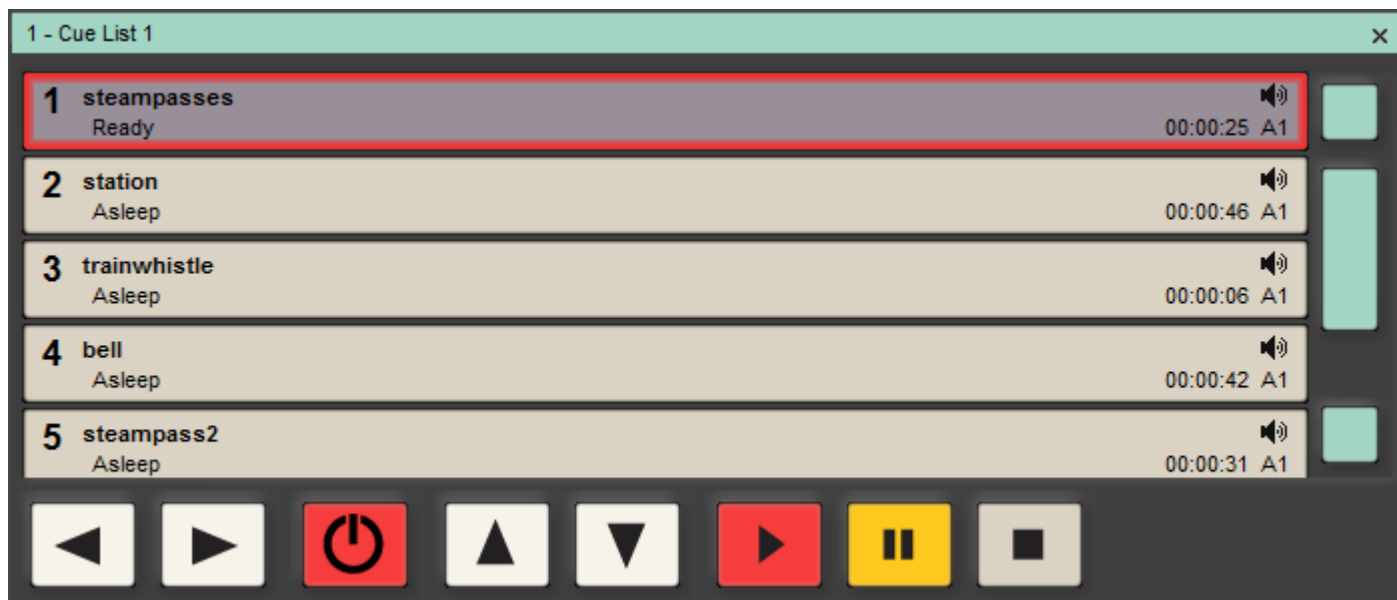 1 - Cue List 1
1 steampasses
Ready 00:00:25 A1
2 station
Asleep 00:00:46 A1
3 trainwhistle
Asleep 00:00:06 A1
4 bell
Asleep 00:00:42 A1
5 steampass2
Asleep 00:00:31 A1